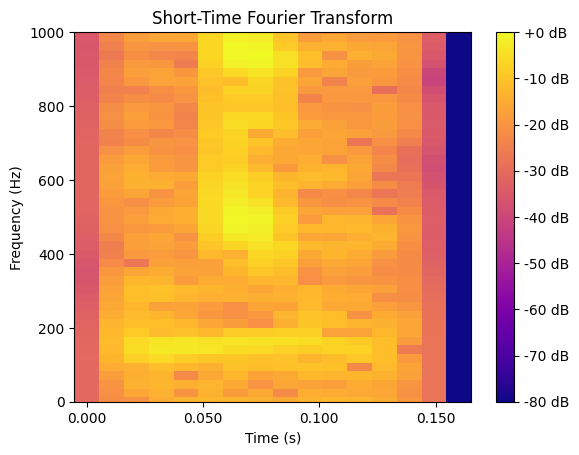 Short-Time Fourier Transform
Frequency (Hz)
1000
800
600
400
200
0
0.000
0.050
0.100
0.150
Time (s)
+0 dB
-10 dB
-20 dB
-30 dB
-40 dB
-50 dB
-60 dB
-70 dB
-80 dB